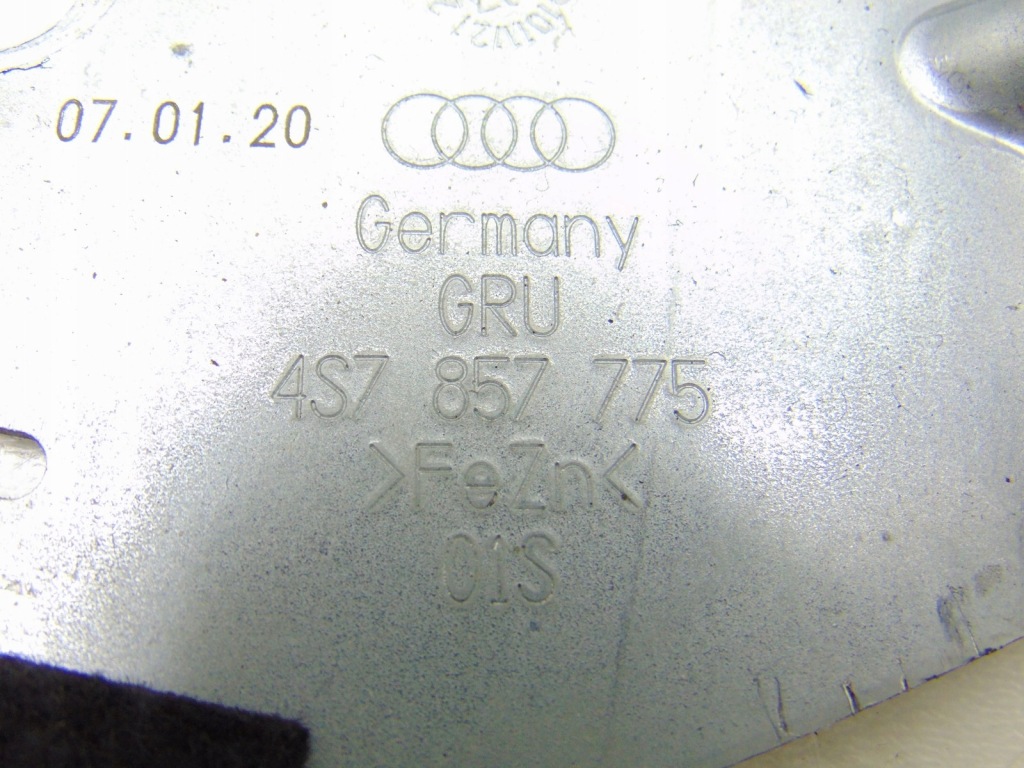 07.01.20
Germany
GRU
4S7 857 775
>FeZn<
01S